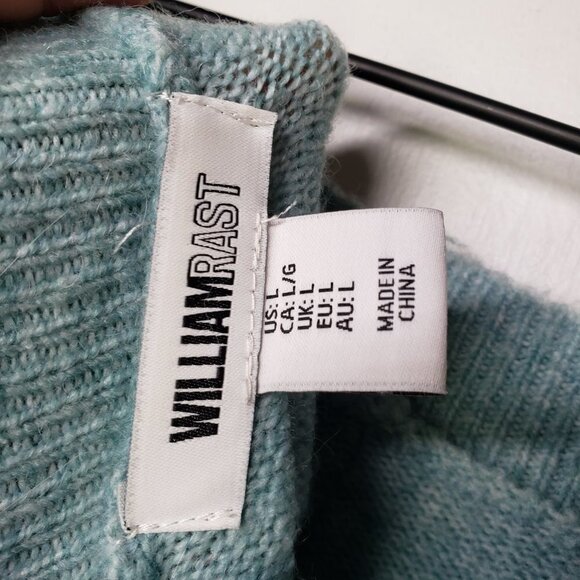 WILLIAMRAST
US: L
CA: L/G
UK: L
EU: L
AU: L
MADE IN
CHINA